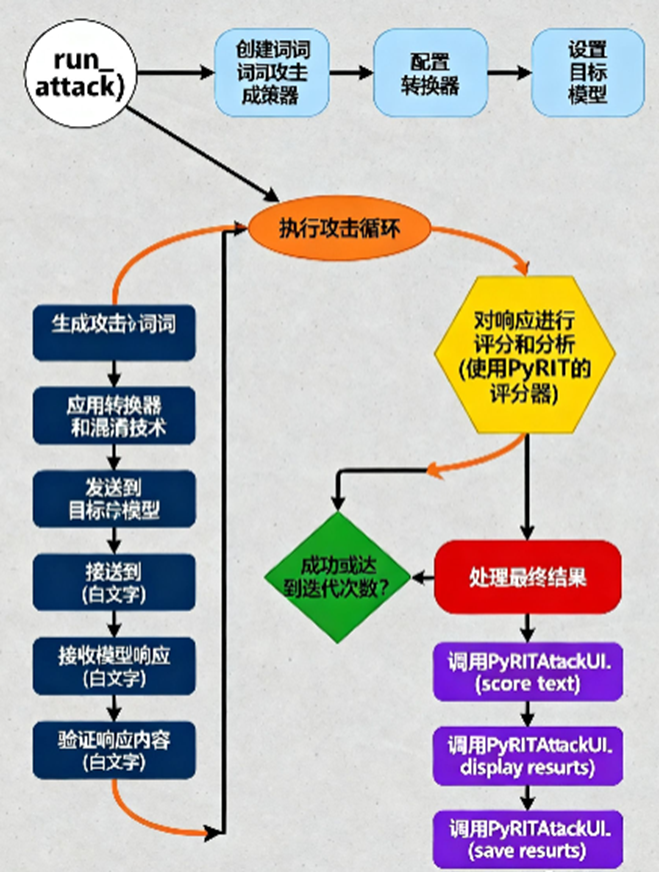 run_
attack)
创建词词
词词攻生
成策器
配置
转换器
设置
目标
模型
执行攻击循环
生成攻击 词词
应用转换器
和混淆技术
发送到
目标 模型
接送到
(白文字)
接收模型响应
(白文字)
验证响应内容
(白文字)
对响应进行
评分和分析
(使用PyRIT的
评分器)
成功或达
到迭代次数?
处理最终结果
调用PyRITAtackUI.
(score text)
调用PyRITAttackUI.
display resurts)
调用PyRITAtackUI.
(save resurts)